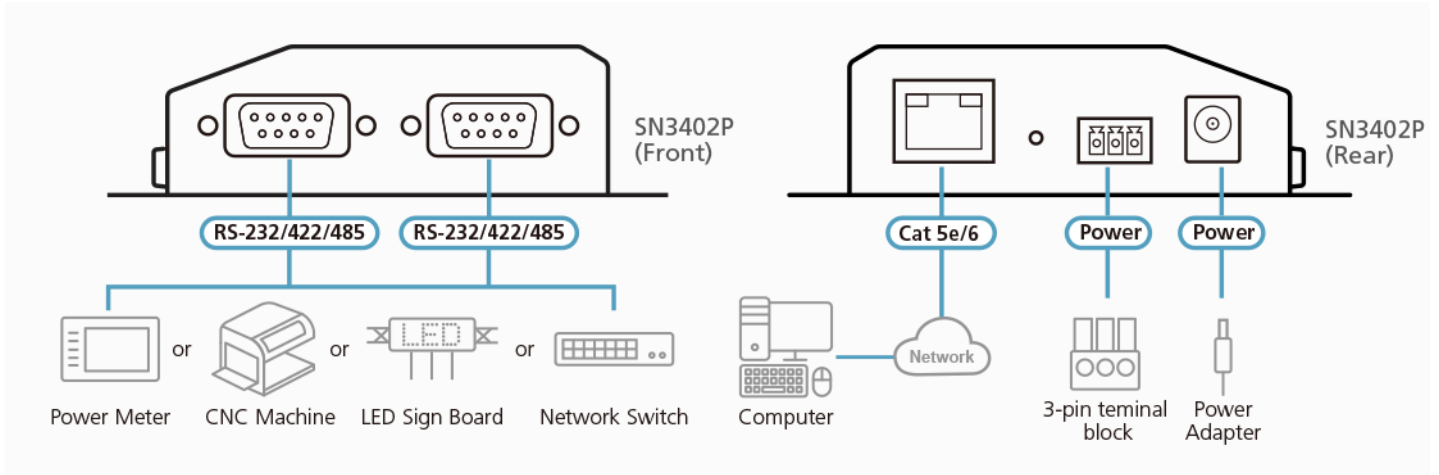 SN3402P
(Front)
SN3402P
(Rear)
RS-232/422/485
RS-232/422/485
Cat 5e/6
Power
Power
LED
or
or
or
Network
Power Meter
CNC Machine
LED Sign Board
Network Switch
Computer
3-pin teminal
block
Power
Adapter